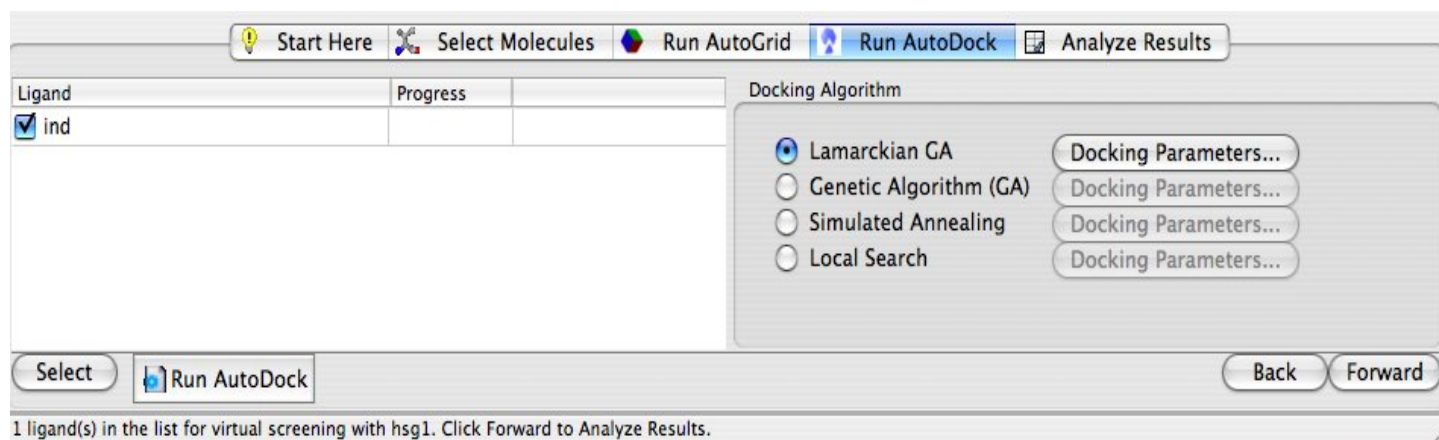 Start Here Select Molecules Run AutoGrid Run AutoDock Analyze Results
Ligand Progress
ind
Docking Algorithm
Lamarckian GA Docking Parameters...
Genetic Algorithm (GA) Docking Parameters...
Simulated Annealing Docking Parameters...
Local Search Docking Parameters...
Select Run AutoDock Back Forward
1 ligand(s) in the list for virtual screening with hsg1. Click Forward to Analyze Results.